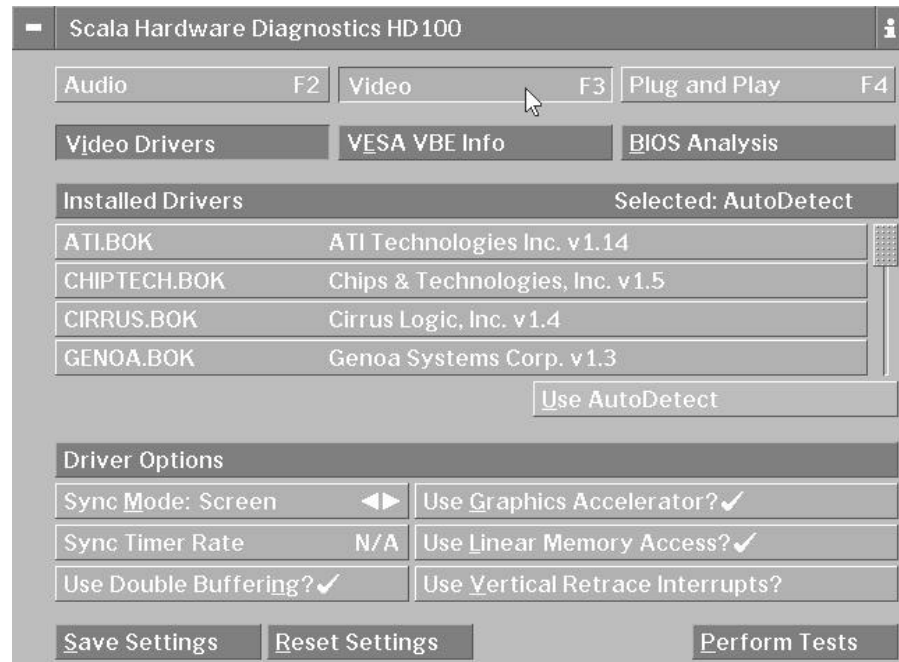 Scala Hardware Diagnostics HD100 i
Audio F2 Video F3 Plug and Play F4
Video Drivers VESA VBE Info BIOS Analysis
Installed Drivers Selected: AutoDetect
ATI.BOK ATI Technologies Inc. v1.14
CHIPTECH.BOK Chips & Technologies, Inc. v1.5
CIRRUS.BOK Cirrus Logic, Inc. v1.4
GENOA.BOK Genoa Systems Corp. v1.3
Use AutoDetect
Driver Options
Sync Mode: Screen Use Graphics Accelerator?✓
Sync Timer Rate N/A Use Linear Memory Access?✓
Use Double Buffering?✓ Use Vertical Retrace Interrupts?
Save Settings Reset Settings Perform Tests